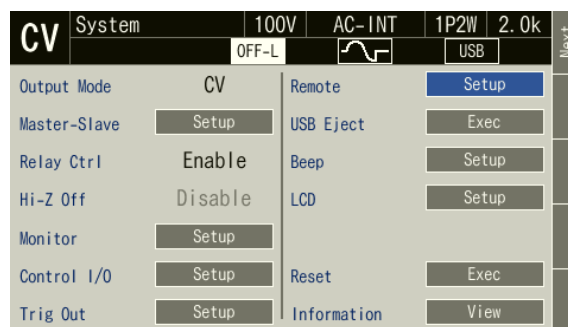 CV System 100V AC-INT 1P2W 2.0k
OFF-L USB
Next
Output Mode CV
Master-Slave Setup
Relay Ctrl Enable
Hi-Z Off Disable
Monitor Setup
Control I/O Setup
Trig Out Setup
Remote Setup
USB Eject Exec
Beep Setup
LCD Setup
Reset Exec
Information View